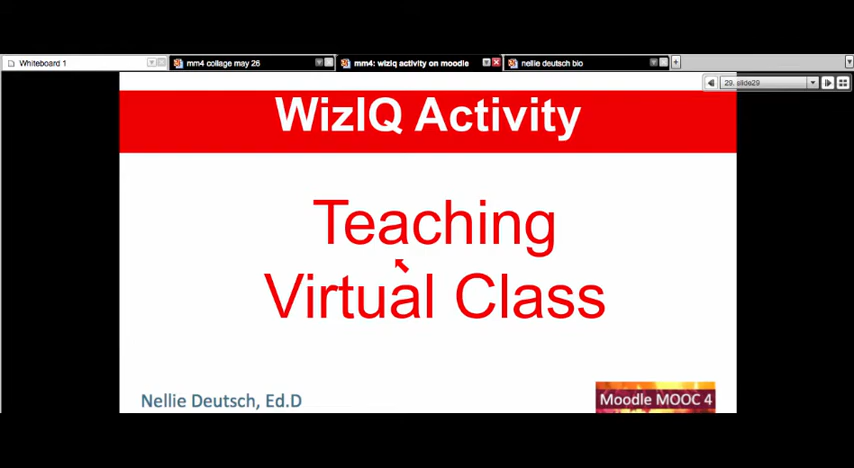 Whiteboard 1
mm4 collage may 26
mm4: wiziq activity on moodle
nellie deutsch bio
29. slide29
WizIQ Activity
Teaching
Virtual Class
Nellie Deutsch, Ed.D
Moodle MOOC 4